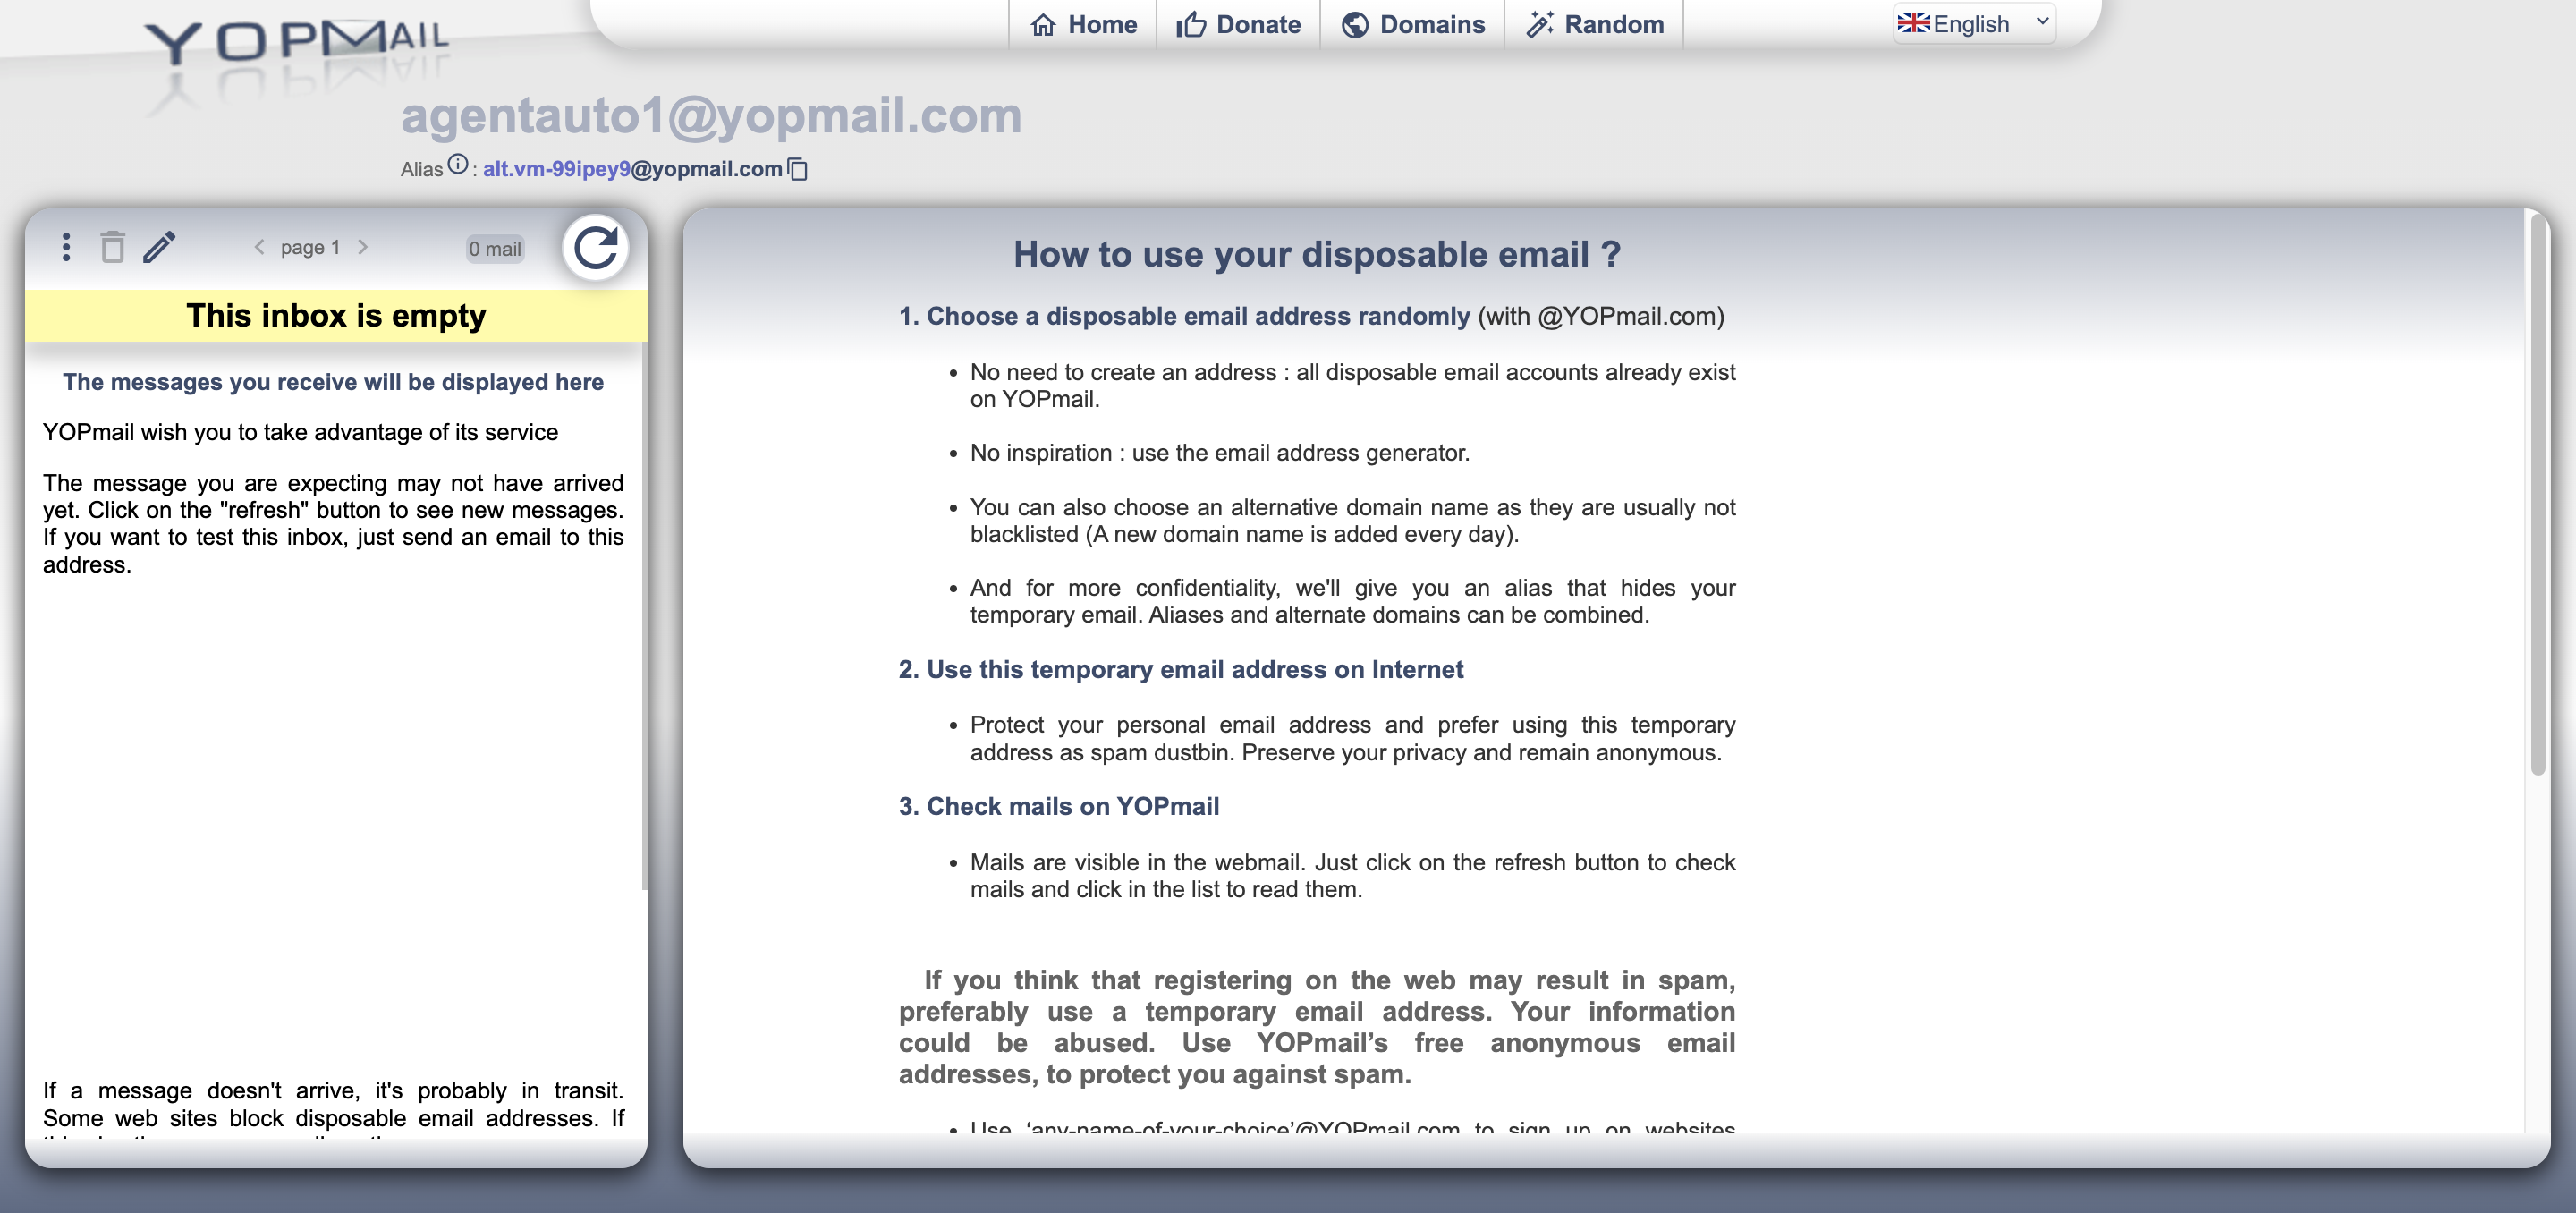 YOPMAIL
Home
Donate
Domains
Random
English
agentauto1@yopmail.com
Alias : alt.vm-99ipey9@yopmail.com
page 1
0 mail
This inbox is empty
The messages you receive will be displayed here
YOPmail wish you to take advantage of its service
The message you are expecting may not have arrived
yet. Click on the "refresh" button to see new messages.
If you want to test this inbox, just send an email to this
address.
If a message doesn't arrive, it's probably in transit.
Some web sites block disposable email addresses. If
How to use your disposable email ?
1. Choose a disposable email address randomly (with @YOPmail.com)
• No need to create an address : all disposable email accounts already exist
on YOPmail.
• No inspiration : use the email address generator.
• You can also choose an alternative domain name as they are usually not
blacklisted (A new domain name is added every day).
• And for more confidentiality, we'll give you an alias that hides your
temporary email. Aliases and alternate domains can be combined.
2. Use this temporary email address on Internet
• Protect your personal email address and prefer using this temporary
address as spam dustbin. Preserve your privacy and remain anonymous.
3. Check mails on YOPmail
• Mails are visible in the webmail. Just click on the refresh button to check
mails and click in the list to read them.
If you think that registering on the web may result in spam,
preferably use a temporary email address. Your information
could be abused. Use YOPmail’s free anonymous email
addresses, to protect you against spam.
• Use ‘any-name-of-your-choice’@YOPmail.com to sign up on websites